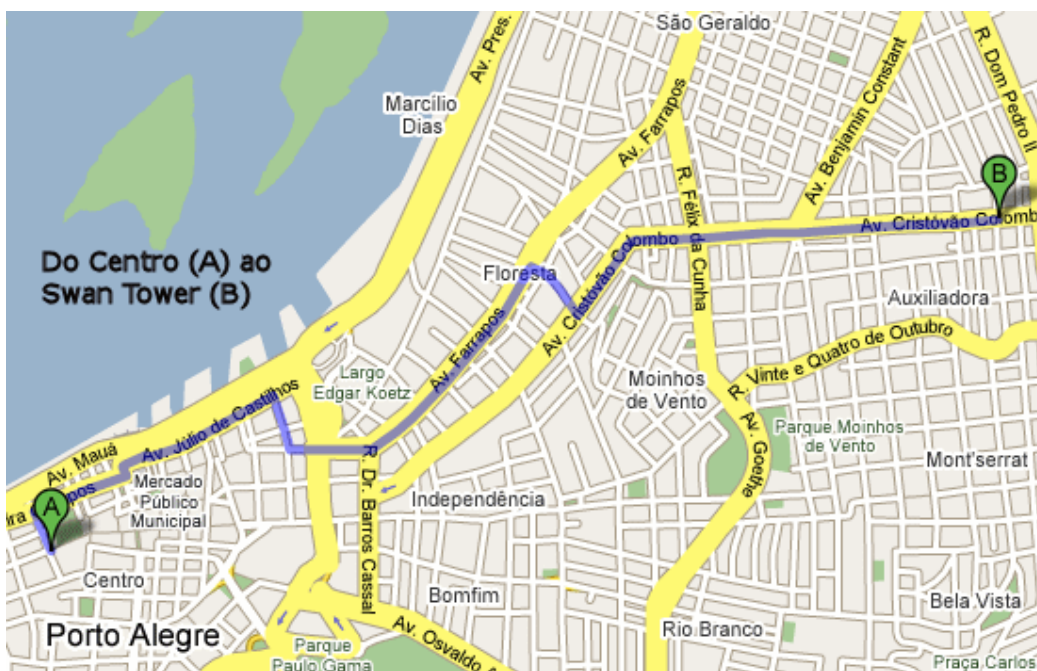 São Geraldo
Av. Pres.
R. Dom Pedro II
Marcílio
Dias
Av. Farrapos
Av. Benjamin Constant
B
R. Félix da Cunha
Av. Cristóvão Colomb
Do Centro (A) ao
Swan Tower (B)
Floresta
Av. Cristóvão Colombo
Auxiliadora
Av. Farrapos
R. Vinte e Quatro de Outubro
Largo
Edgar Koetz
Moinhos
de Vento
Av. Júlio de Castilhos
Av. Goethe
Parque Moinhos
de Vento
Av. Mauá
R. Dr. Barros Cassal
Mont'serrat
Mercado
Público
Municipal
Independência
A
Centro
Bomfim
Bela Vista
Porto Alegre
Rio Branco
Av. Osvaldo A
Parque
Paulo Gama
Praça Carlos